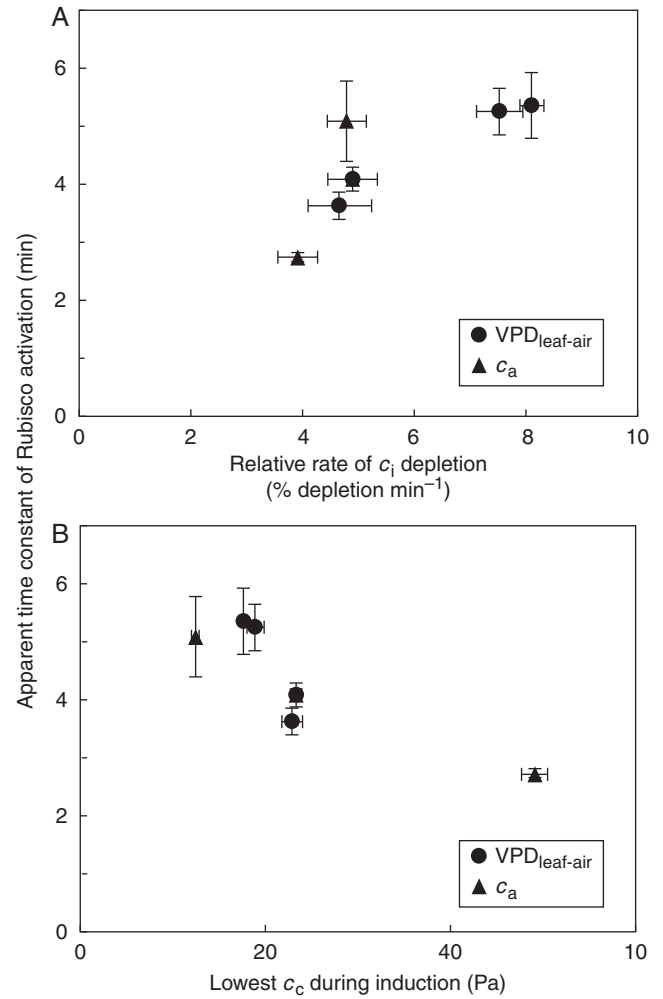 A
8
6
4
2
0
0 2 4 6 8 10
VPDleaf-air
ca
Relative rate of ci depletion
(% depletion min−1)
Apparent time constant of Rubisco activation (min)
B
8
6
4
2
0
0 20 40 10
VPDleaf-air
ca
Lowest cc during induction (Pa)